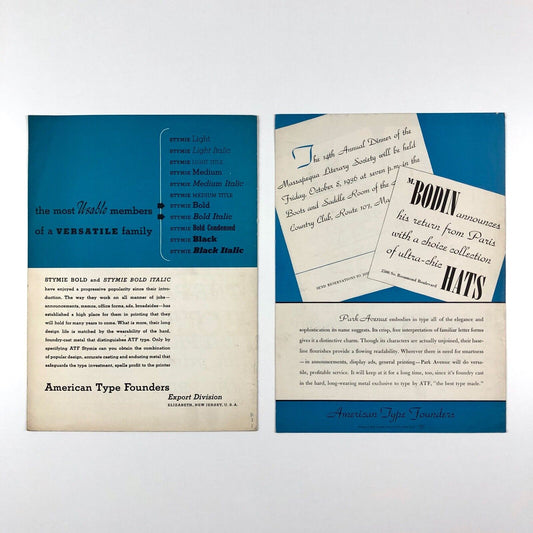 STYMIE Light
STYMIE Light Italic
STYMIE LIGHT TITLE
STYMIE Medium
STYMIE Medium Italic
STYMIE MEDIUM TITLE
STYMIE Bold
STYMIE Bold Italic
STYMIE Bold Condensed
STYMIE Black
STYMIE Black Italic
the most Usable members
of a VERSATILE family
STYMIE BOLD and STYMIE BOLD ITALIC
have enjoyed a progressive popularity since their intro-
duction. The way they work on all manner of jobs—
announcements, memos, office forms, ads, broadsides—has
established a high place for them in printing that they
will hold for many years to come. What is more, their long
design life is matched by the wearability of the hard,
foundry-cast metal that distinguishes ATF type. Only by
specifying ATF Stymie can you obtain the combination
of popular design, accurate casting and enduring metal that
safeguards the type investment, spells profit to the printer
American Type Founders
Export Division
ELIZABETH, NEW JERSEY, U. S. A.
The 14th Annual Dinner of the
Massapequa Literary Society will be held
Friday, October 8, 1936 at seven p.m. in the
Boots and Saddle Room of the
Country Club, Route 107, Ma
SEND RESERVATIONS TO
M. BODIN announces
his return from Paris
with a choice collection
of ultra-chic HATS
Rosamond Boulevard
Park Avenue embodies in type all of the elegance and
sophistication its name suggests. Its crisp, free interpretation of familiar letter forms
gives it a distinctive charm. Though its characters are actually unjoined, their base-
line flourishes provide a flowing readability. Wherever there is need for smartness
—in announcements, display ads, general printing—Park Avenue will do versa-
tile, profitable service. It will keep at it for a long time, too, since it's foundry cast
in the hard, long-wearing metal exclusive to type by ATF, "the best type made."
American Type Founders